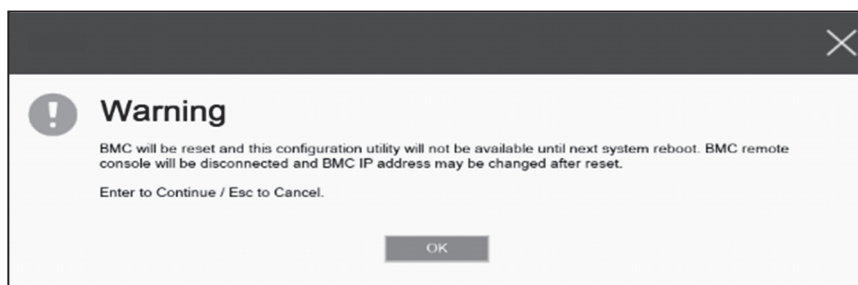 Warning
BMC will be reset and this configuration utility will not be available until next system reboot. BMC remote
console will be disconnected and BMC IP address may be changed after reset.
Enter to Continue / Esc to Cancel.
OK